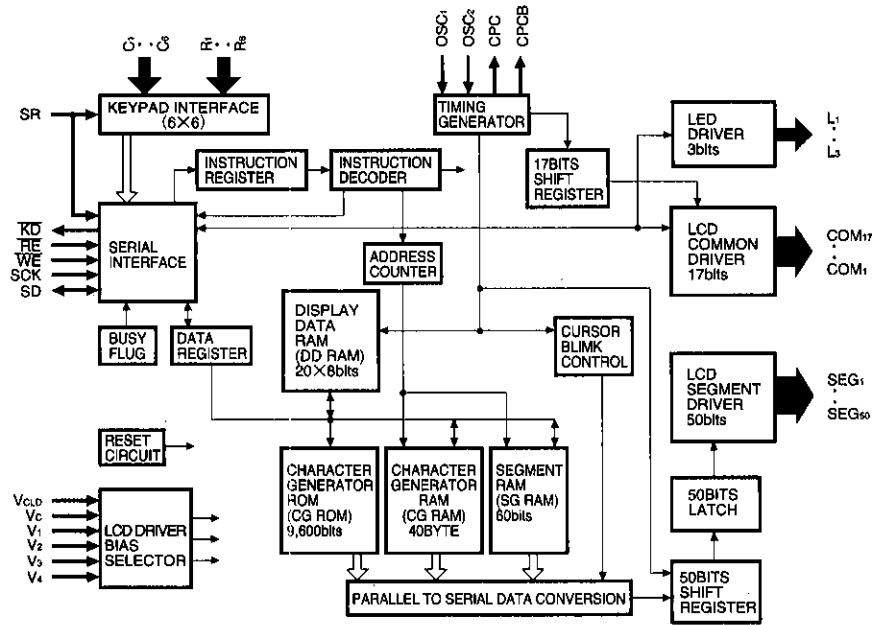 C1 ·· C6
R1 ·· R6
OSC1
OSC2
CPC
CPCB
SR
KEYPAD INTERFACE
(6×6)
TIMING
GENERATOR
LED
DRIVER
3bits
L1
:
L3
INSTRUCTION
REGISTER
INSTRUCTION
DECODER
17BITS
SHIFT
REGISTER
KD
RE
WE
SCK
SD
SERIAL
INTERFACE
ADDRESS
COUNTER
LCD
COMMON
DRIVER
17bits
COM17
:
COM1
BUSY
FLUG
DATA
REGISTER
DISPLAY
DATA
RAM
(DD RAM)
20×8bits
CURSOR
BLIMK
CONTROL
LCD
SEGMENT
DRIVER
50bits
SEG1
:
SEG50
RESET
CIRCUIT
CHARACTER
GENERATOR
ROM
(CG ROM)
9,600bits
CHARACTER
GENERATOR
RAM
(CG RAM)
40BYTE
SEGMENT
RAM
(SG RAM)
60bits
50BITS
LATCH
VCLD
VC
V1
V2
V3
V4
LCD DRIVER
BIAS
SELECTOR
PARALLEL TO SERIAL DATA CONVERSION
50BITS
SHIFT
REGISTER